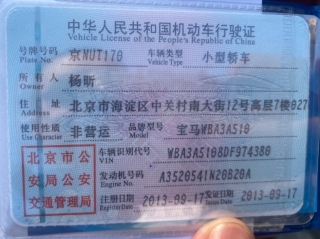 中华人民共和国机动车行驶证
Vehicle License of the People's Republic of China
号牌号码 京NUT170 车辆类型 小型轿车
Plate No. Vehicle Type
所有人 杨昕
Owner
住址 北京市海淀区中关村南大街12号高层7楼027
Address
使用性质 非营运 品牌型号 宝马WBA3A510
Use Character Model
北京市公安局公安交通管理局
车辆识别代号 WBA3A5108DF974380
VIN
发动机号码 A3520541N20B20A
Engine No.
注册日期 2013-09-17 发证日期 2013-09-17
Register Date Issue Date